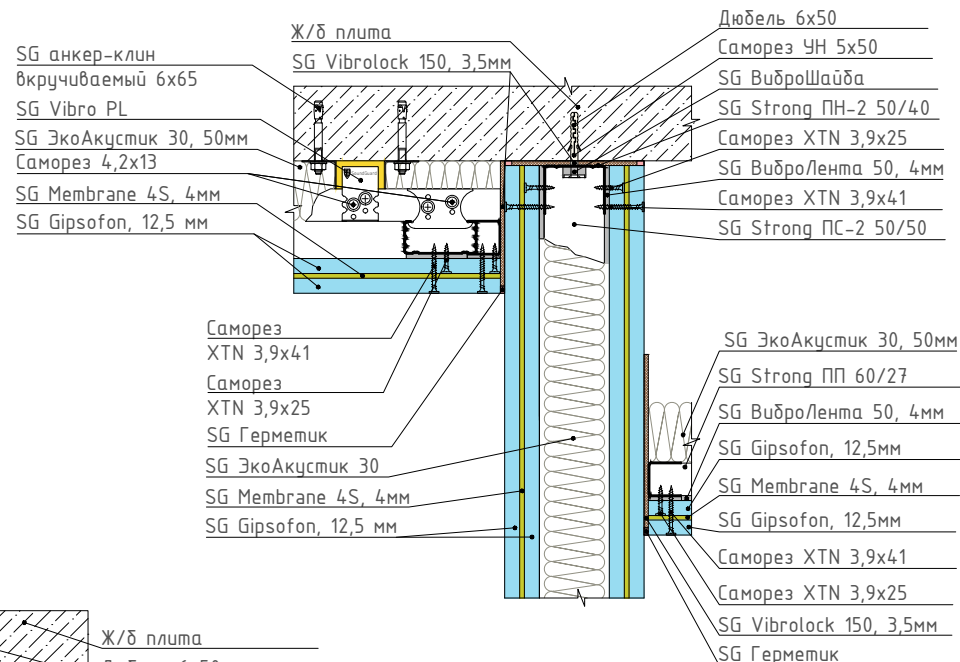 SG анкер-клин
вкручиваемый 6х65
SG Vibro PL
SG ЭкоАкустик 30, 50мм
Саморез 4,2х13
SG Membrane 4S, 4мм
SG Gipsofon, 12,5 мм
Ж/б плита
SG Vibrolock 150, 3,5мм
Дюбель 6х50
Саморез УН 5х50
SG ВиброШайба
SG Strong ПН-2 50/40
Саморез XTN 3,9х25
SG ВиброЛента 50, 4мм
Саморез XTN 3,9х41
SG Strong ПС-2 50/50
Саморез
XTN 3,9х41
Саморез
XTN 3,9х25
SG Герметик
SG ЭкоАкустик 30
SG Membrane 4S, 4мм
SG Gipsofon, 12,5 мм
SG ЭкоАкустик 30, 50мм
SG Strong ПП 60/27
SG ВиброЛента 50, 4мм
SG Gipsofon, 12,5мм
SG Membrane 4S, 4мм
SG Gipsofon, 12,5мм
Саморез XTN 3,9х41
Саморез XTN 3,9х25
SG Vibrolock 150, 3,5мм
SG Герметик
Ж/б плита